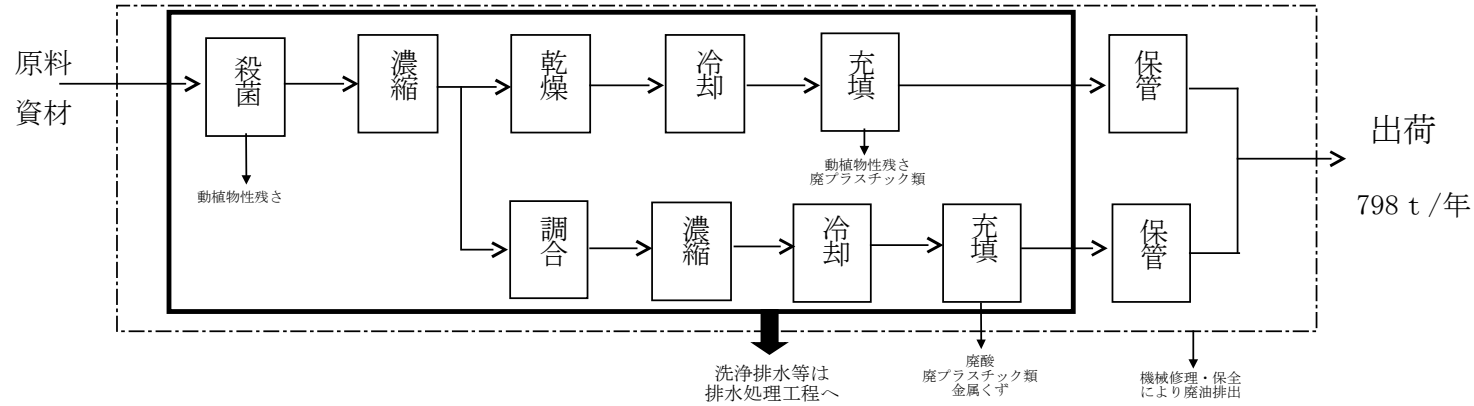 原料
資材
殺菌
濃縮
乾燥
冷却
充填
保管
動植物性残さ
動植物性残さ
廃プラスチック類
出荷
798 t /年
調合
濃縮
冷却
充填
保管
洗浄排水等は
排水処理工程へ
廃酸
廃プラスチック類
金属くず
機械修理・保全
により廃油排出